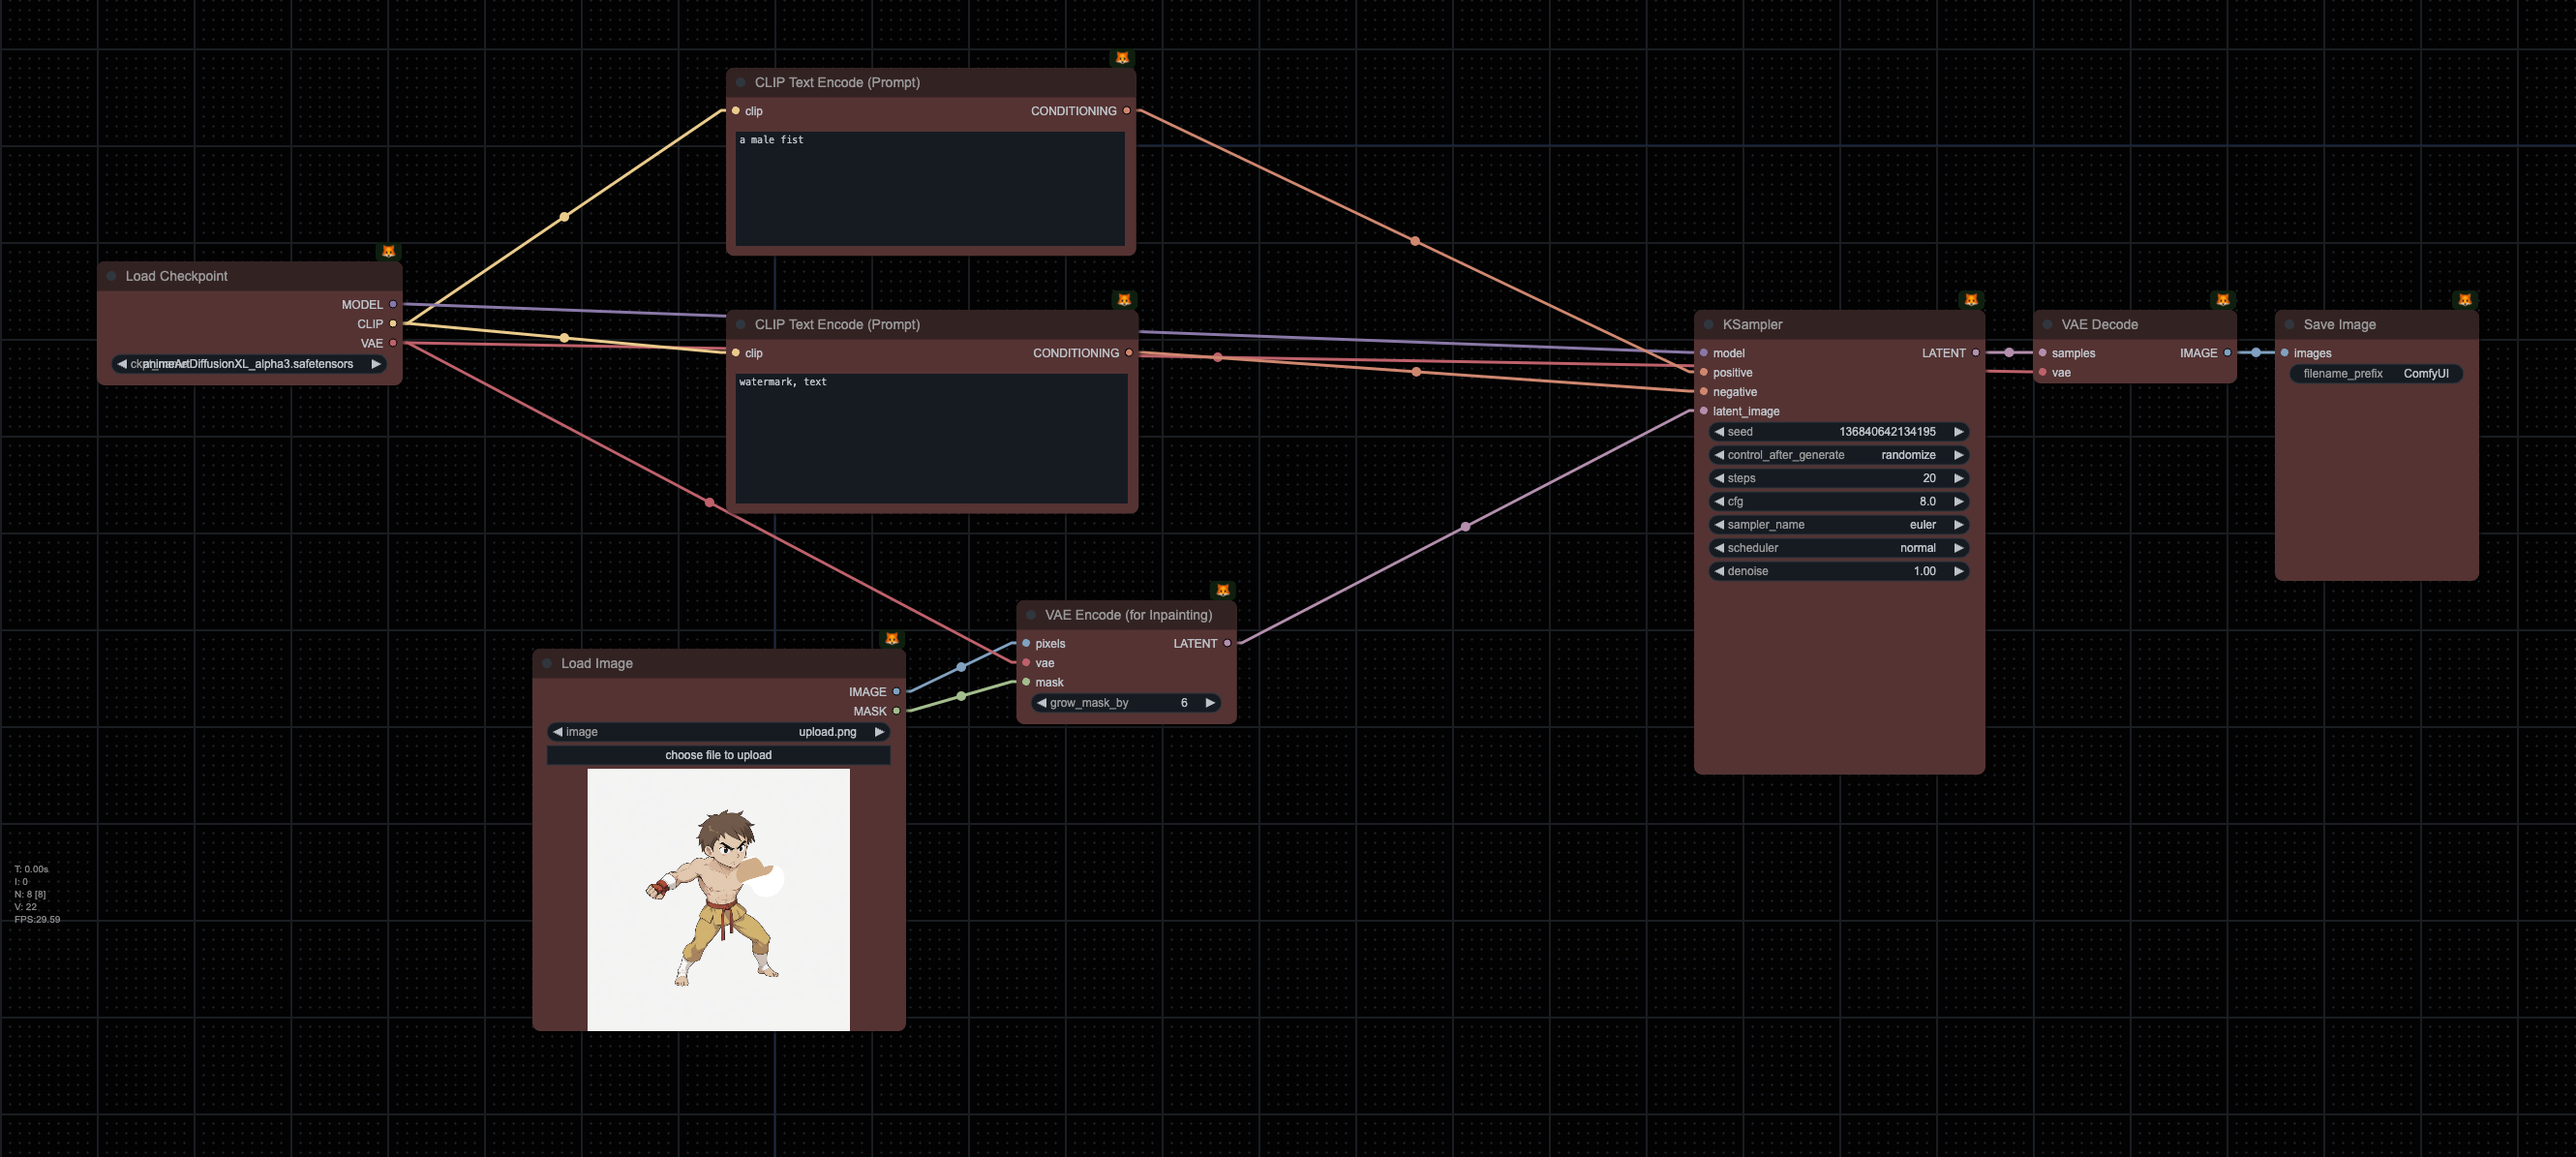 CLIP Text Encode (Prompt)
clip CONDITIONING
a male fist
Load Checkpoint
MODEL
CLIP
VAE
animeArtDiffusionXL_alpha3.safetensors
CLIP Text Encode (Prompt)
clip CONDITIONING
watermark, text
KSampler
model LATENT
positive
negative
latent_image
seed 136840642134195
control_after_generate randomize
steps 20
cfg 8.0
sampler_name euler
scheduler normal
denoise 1.00
VAE Decode
samples IMAGE
vae
Save Image
images
filename_prefix ComfyUI
VAE Encode (for Inpainting)
pixels LATENT
vae
mask
grow_mask_by 6
Load Image
IMAGE
MASK
image upload.png
choose file to upload
T: 0.00s
I: 0
N: 8 [8]
V: 22
FPS:29.59